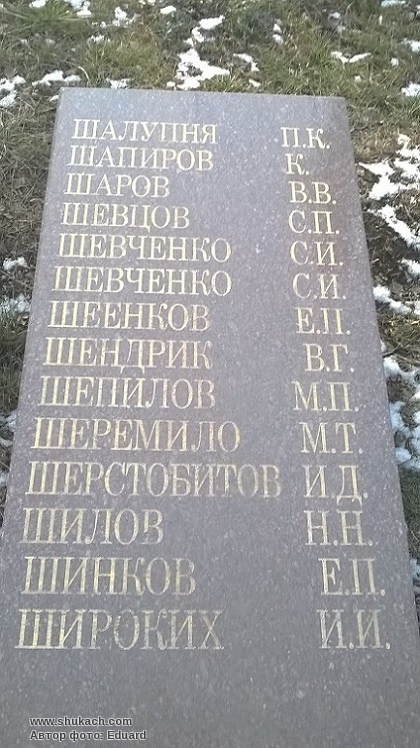 ШАЛУПНЯ П.К.
ШАПИРОВ К.
ШАРОВ В.В.
ШЕВЦОВ С.П.
ШЕВЧЕНКО С.И.
ШЕВЧЕНКО С.И.
ШЕЕНКОВ Е.П.
ШЕНДРИК В.Г.
ШЕПИЛОВ М.П.
ШЕРЕМИЛО М.Т.
ШЕРСТОБИТОВ И.Д.
ШИЛОВ Н.Н.
ШИНКОВ Е.П.
ШИРОКИХ И.И.
www.shukach.com
Автор фото: Eduard